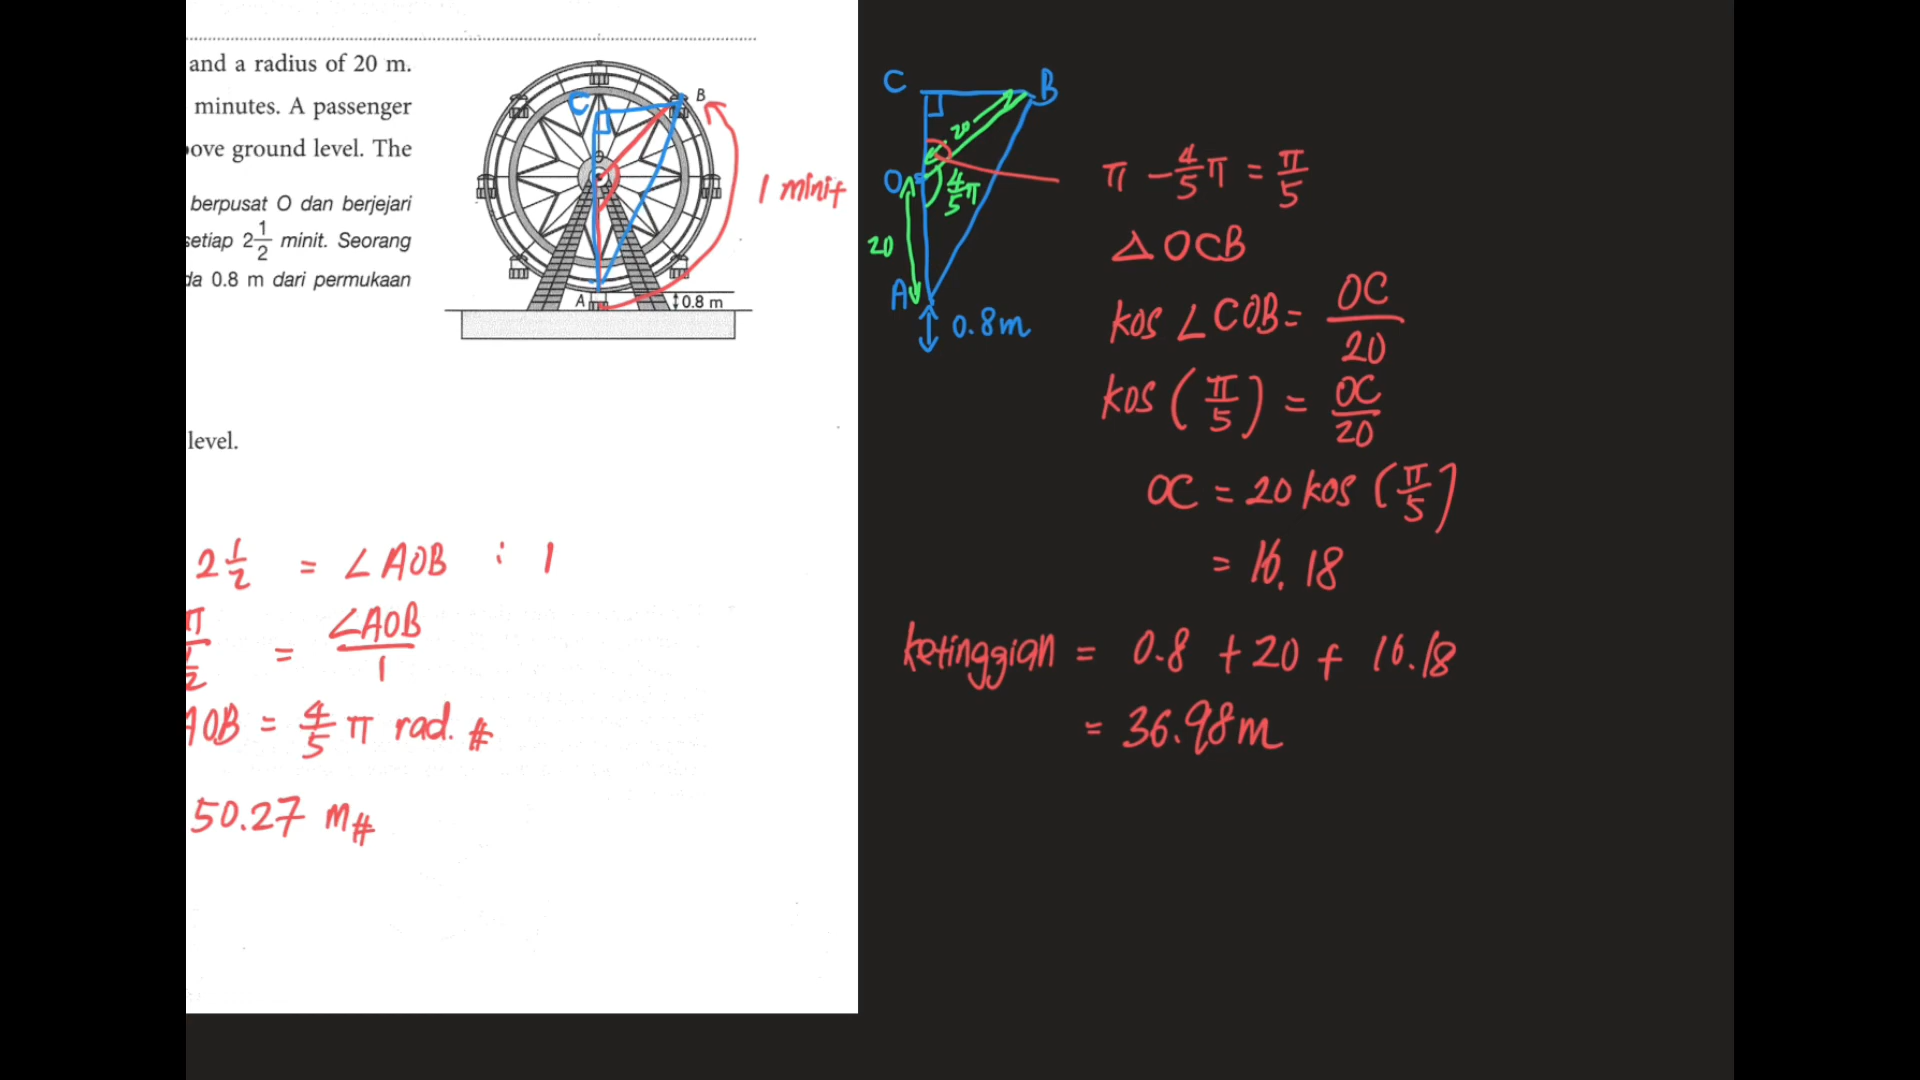 and a radius of 20 m.
minutes. A passenger
ove ground level. The
berpusat O dan berjejari
setiap 2 1/2 minit. Seorang
da 0.8 m dari permukaan
level.
C
B
O
A
0.8 m
1 minit
2 1/2 = ∠AOB : 1
π / 1/2 = ∠AOB / 1
AOB = 4/5 π rad. #
50.27 m #
C
B
20
O
4/5 π
20
A
0.8m
π - 4/5 π = π/5
△ OCB
kos ∠COB = OC/20
kos (π/5) = OC/20
OC = 20 kos (π/5)
= 16.18
ketinggian = 0.8 + 20 + 16.18
= 36.98m